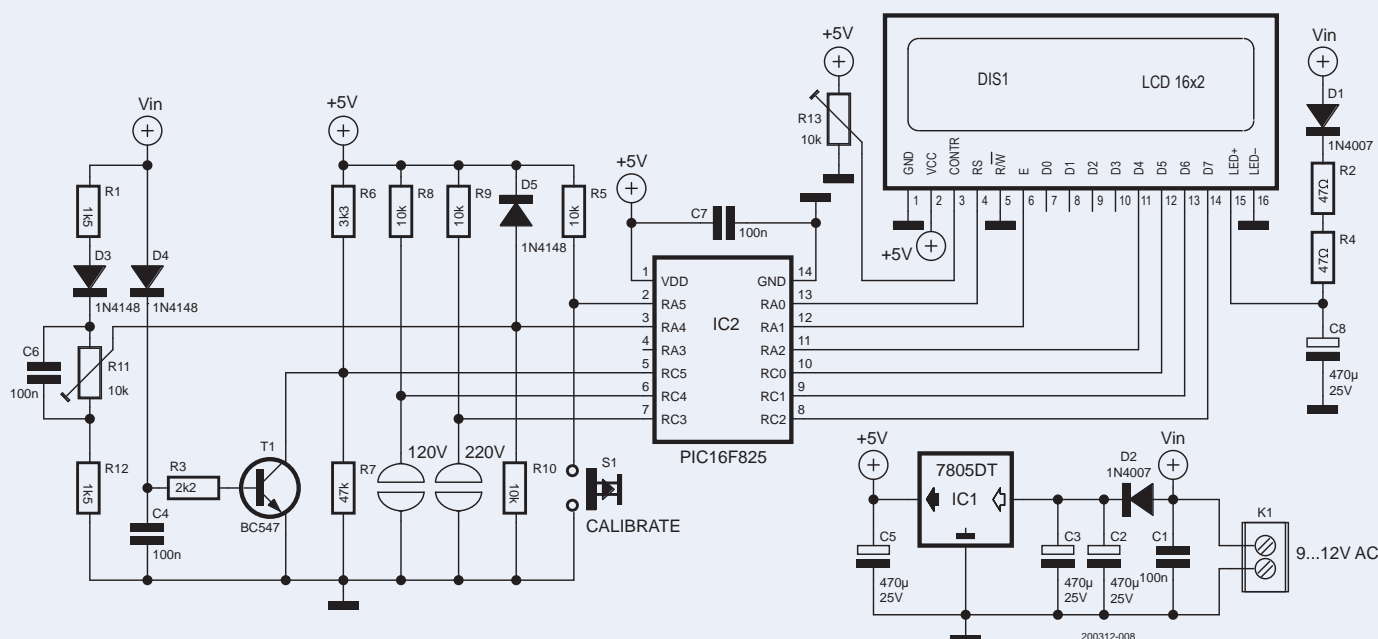 Vin
R1
1k5
D3
1N4148
D4
1N4148
C6
100n
R11
10k
R12
1k5
R3
2k2
C4
100n
T1
BC547
+5V
R6
3k3
R8
10k
R9
10k
D5
1N4148
R5
10k
R7
47k
120V
220V
R10
10k
S1
CALIBRATE
+5V
C7
100n
1
2
3
4
5
6
7
VDD
RA5
RA4
RA3
RC5
RC4
RC3
IC2
GND
RA0
RA1
RA2
RC0
RC1
RC2
14
13
12
11
10
9
8
PIC16F825
+5V
R13
10k
DIS1
LCD 16x2
GND
VCC
CONTR
RS
R/W
E
D0
D1
D2
D3
D4
D5
D6
D7
LED+
LED–
1
2
3
4
5
6
7
8
9
10
11
12
13
14
15
16
+5V
Vin
D1
1N4007
R2
47Ω
R4
47Ω
C8
470µ
25V
+5V
C5
470µ
25V
7805DT
IC1
C3
470µ
25V
C2
470µ
25V
D2
1N4007
Vin
C1
100n
K1
9...12V AC
200312-008